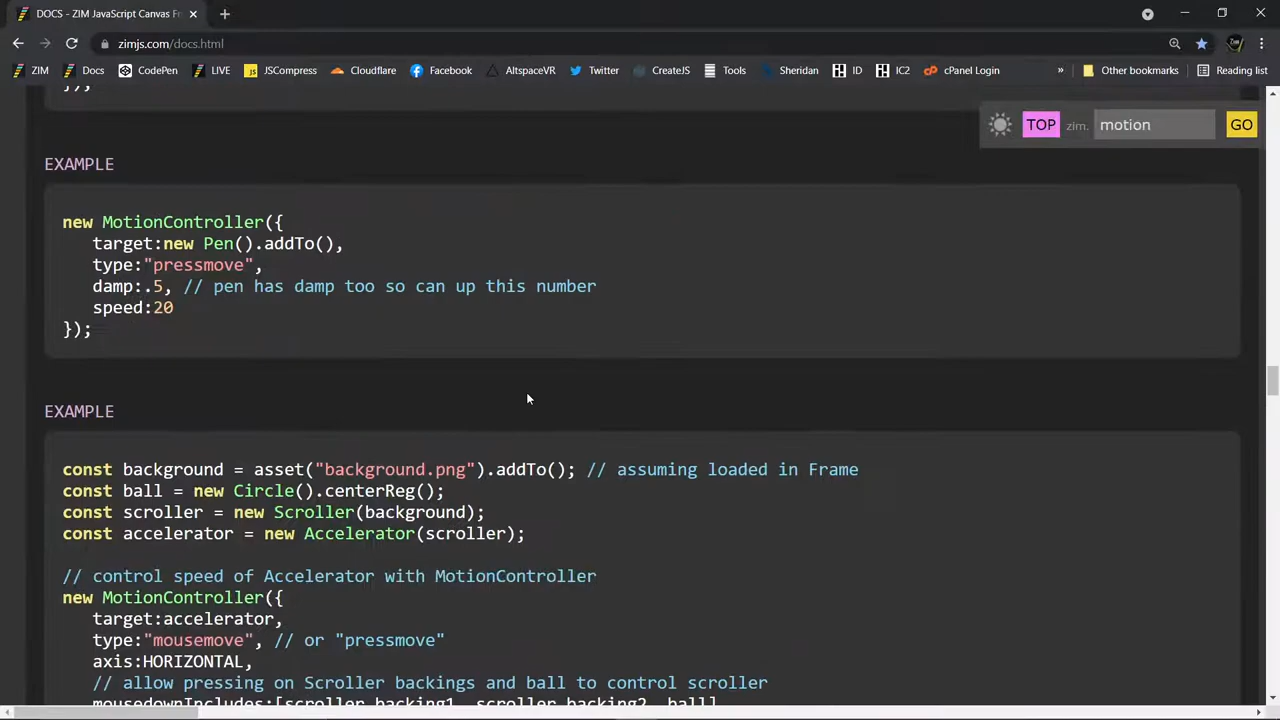 DOCS - ZIM JavaScript Canvas Fr
zimjs.com/docs.html
ZIM Docs CodePen LIVE JSCompress Cloudflare Facebook AltspaceVR Twitter CreateJS Tools Sheridan ID IC2 cPanel Login » Other bookmarks Reading list
});
TOP zim. motion GO
EXAMPLE
new MotionController({
target:new Pen().addTo(),
type:"pressmove",
damp:.5, // pen has damp too so can up this number
speed:20
});
EXAMPLE
const background = asset("background.png").addTo(); // assuming loaded in Frame
const ball = new Circle().centerReg();
const scroller = new Scroller(background);
const accelerator = new Accelerator(scroller);
// control speed of Accelerator with MotionController
new MotionController({
target:accelerator,
type:"mousemove", // or "pressmove"
axis:HORIZONTAL,
// allow pressing on Scroller backings and ball to control scroller
mousedownIncludes:[scroller.backing1, scroller.backing2, ball]